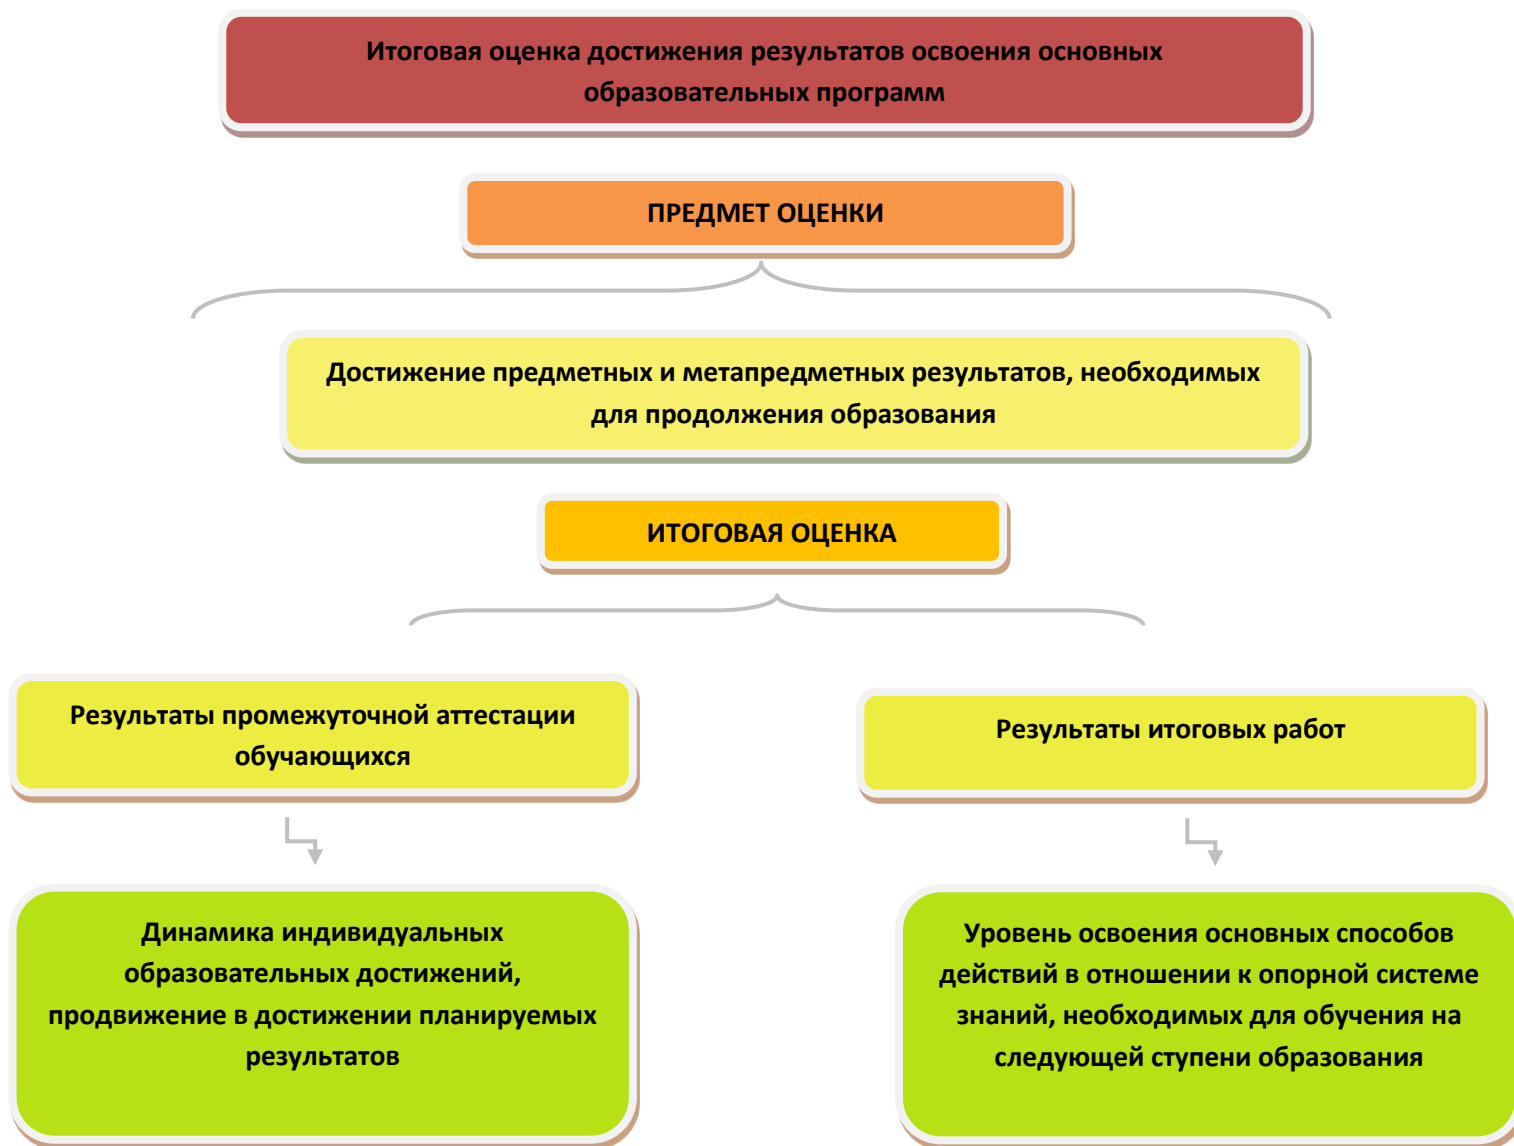 Итоговая оценка достижения результатов освоения основных
образовательных программ
ПРЕДМЕТ ОЦЕНКИ
Достижение предметных и метапредметных результатов, необходимых
для продолжения образования
ИТОГОВАЯ ОЦЕНКА
Результаты промежуточной аттестации
обучающихся
Результаты итоговых работ
Динамика индивидуальных
образовательных достижений,
продвижение в достижении планируемых
результатов
Уровень освоения основных способов
действий в отношении к опорной системе
знаний, необходимых для обучения на
следующей ступени образования